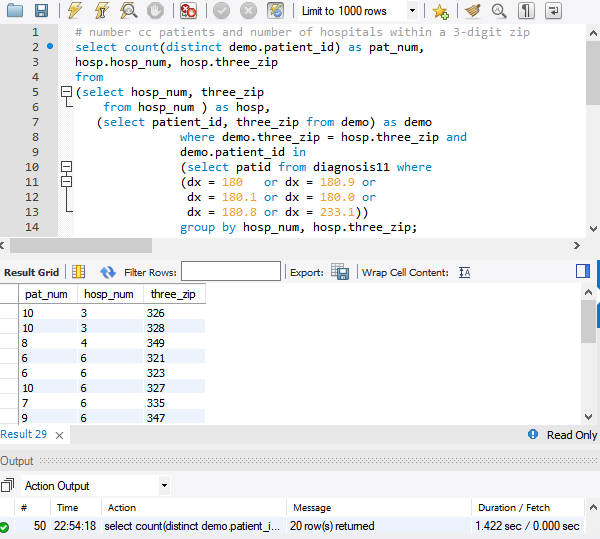 Limit to 1000 rows
1 # number cc patients and number of hospitals within a 3-digit zip
2 select count(distinct demo.patient_id) as pat_num,
3 hosp.hosp_num, hosp.three_zip
4 from
5 (select hosp_num, three_zip
6 from hosp_num ) as hosp,
7 (select patient_id, three_zip from demo) as demo
8 where demo.three_zip = hosp.three_zip and
9 demo.patient_id in
10 (select patid from diagnosis11 where
11 (dx = 180 or dx = 180.9 or
12 dx = 180.1 or dx = 180.0 or
13 dx = 180.8 or dx = 233.1))
14 group by hosp_num, hosp.three_zip;
Result Grid Filter Rows: Export: Wrap Cell Content: IA
pat_num hosp_num three_zip
10 3 326
10 3 328
8 4 349
6 6 321
6 6 323
10 6 327
7 6 335
9 6 347
Result 29 × Read Only
Output
Action Output
# Time Action Message Duration / Fetch
50 22:54:18 select count(distinct demo.patient_i... 20 row(s) returned 1.422 sec / 0.000 sec